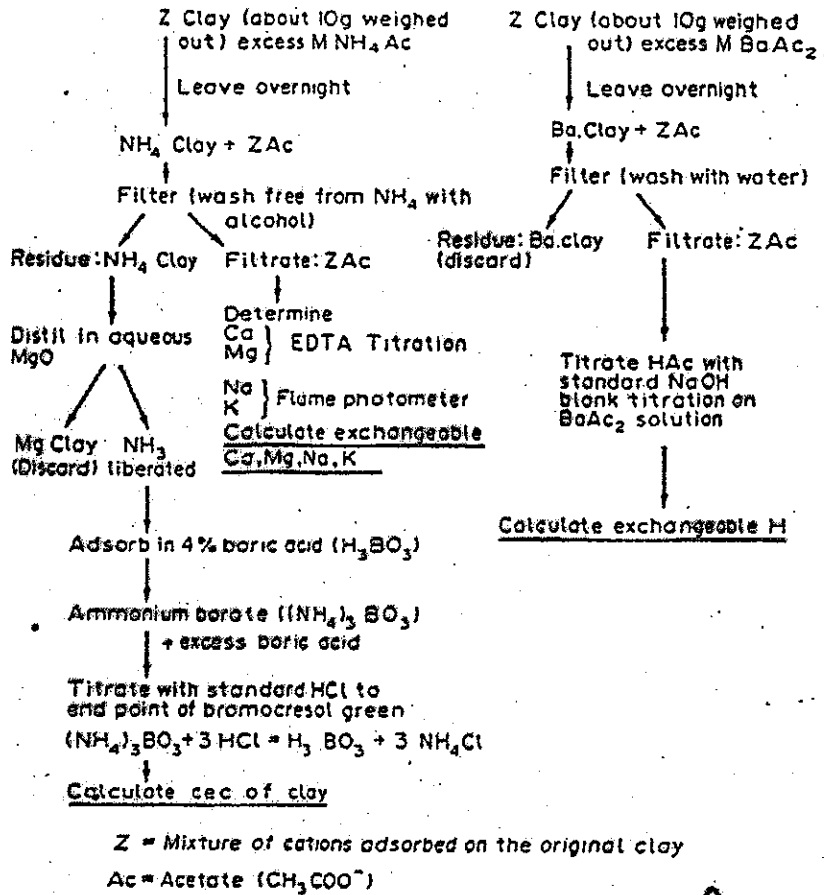 Z Clay (about 10g weighed
out) excess M NH₄ Ac
Leave overnight
NH₄ Clay + ZAc
Filter (wash free from NH₄ with
alcohol)
Residue: NH₄ Clay
Filtrate: ZAc
Distil in aqueous
MgO
Mg Clay
(Discard)
NH₃
liberated
Determine
Ca
Mg } EDTA Titration
Na
K } Flame photometer
Calculate exchangeable
Ca, Mg, Na, K
Adsorb in 4% boric acid (H₃BO₃)
Ammonium borate ((NH₄)₃ BO₃)
+ excess boric acid
Titrate with standard HCl to
end point of bromocresol green
(NH₄)₃BO₃+ 3 HCl = H₃ BO₃ + 3 NH₄Cl
Calculate cec of clay
Z Clay (about 10g weighed
out) excess M BaAc₂
Leave overnight
Ba.Clay + ZAc
Filter (wash with water)
Residue: Ba.clay
(discard)
Filtrate: ZAc
Titrate HAc with
standard NaOH
blank titration on
BaAc₂ solution
Calculate exchangeable H
Z = Mixture of cations adsorbed on the original clay
Ac = Acetate (CH₃COO⁻)